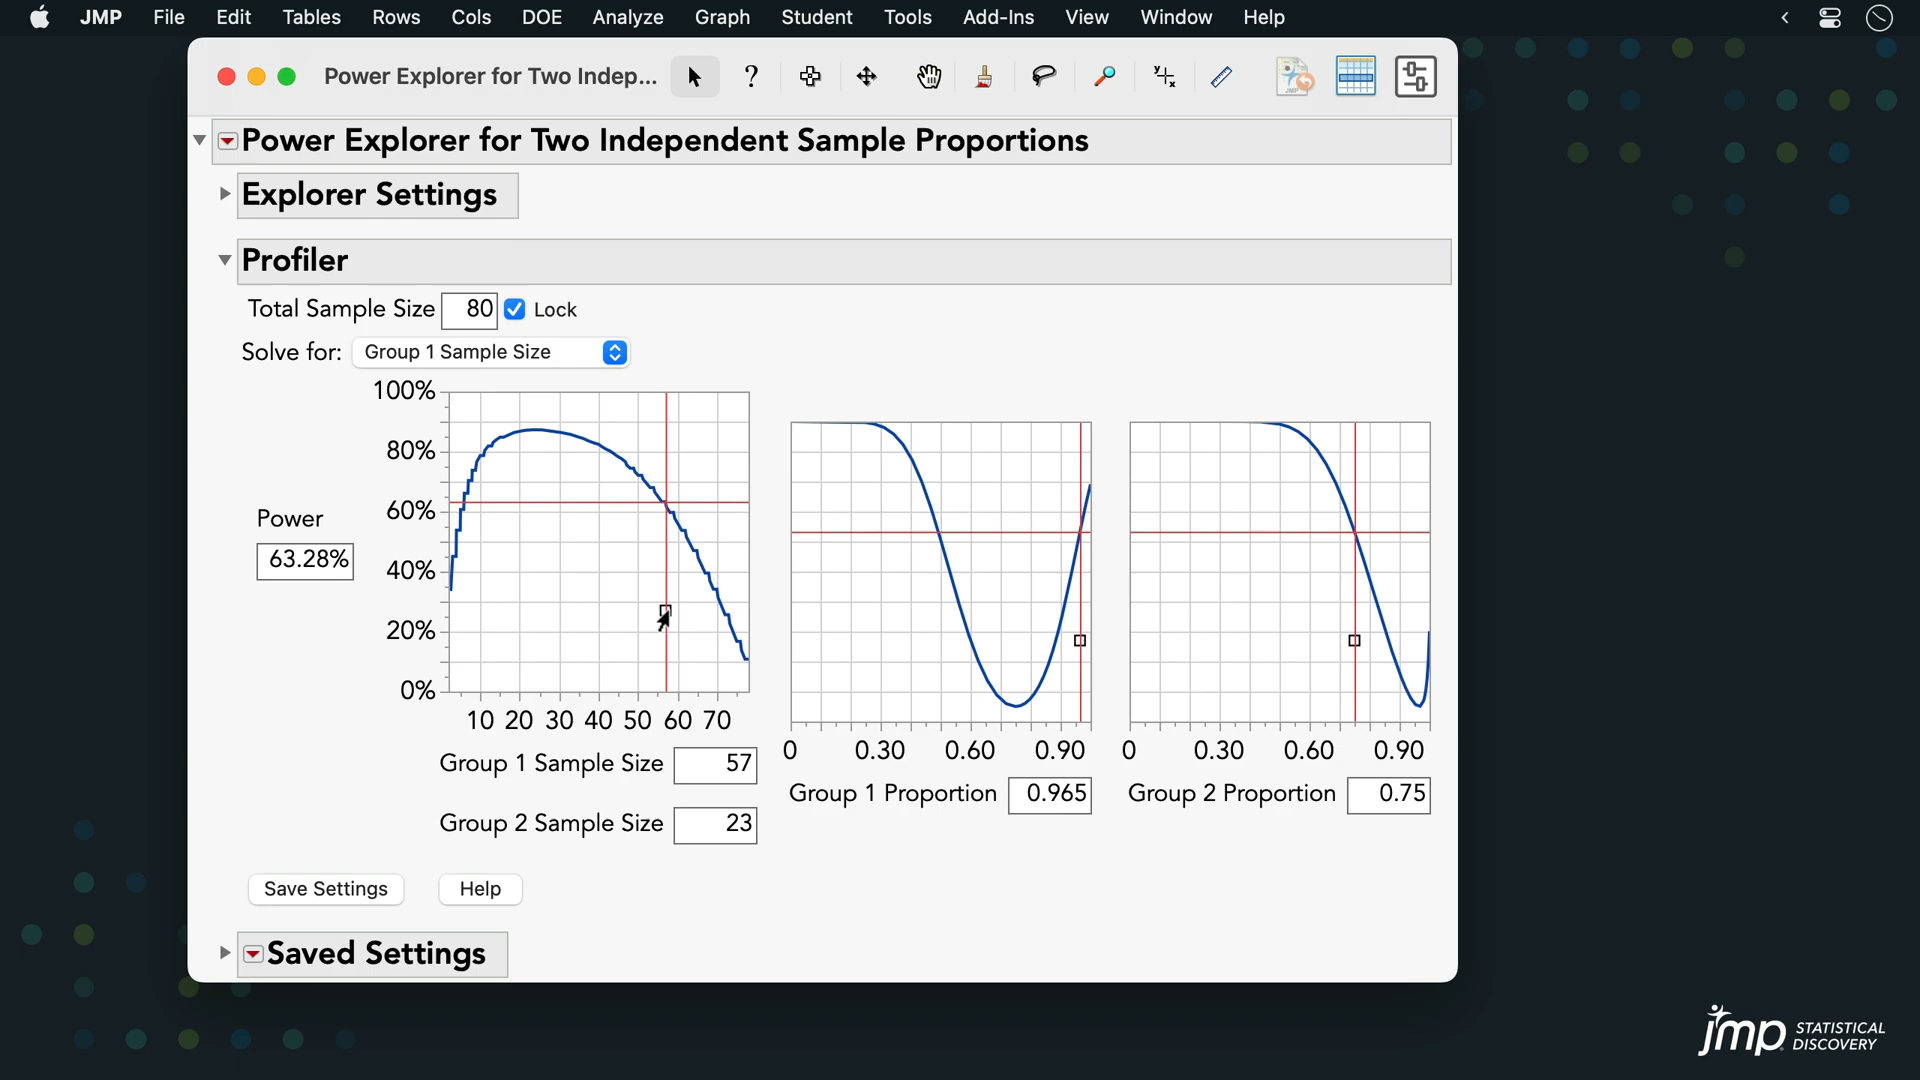 JMP File Edit Tables Rows Cols DOE Analyze Graph Student Tools Add-Ins View Window Help
Power Explorer for Two Indep... ?
Power Explorer for Two Independent Sample Proportions
Explorer Settings
Profiler
Total Sample Size 80 Lock
Solve for: Group 1 Sample Size
100%
80%
60%
40%
20%
0%
Power
63.28%
10 20 30 40 50 60 70
Group 1 Sample Size 57
Group 2 Sample Size 23
0 0.30 0.60 0.90
Group 1 Proportion 0.965
0 0.30 0.60 0.90
Group 2 Proportion 0.75
Save Settings Help
Saved Settings
jmp STATISTICAL
DISCOVERY